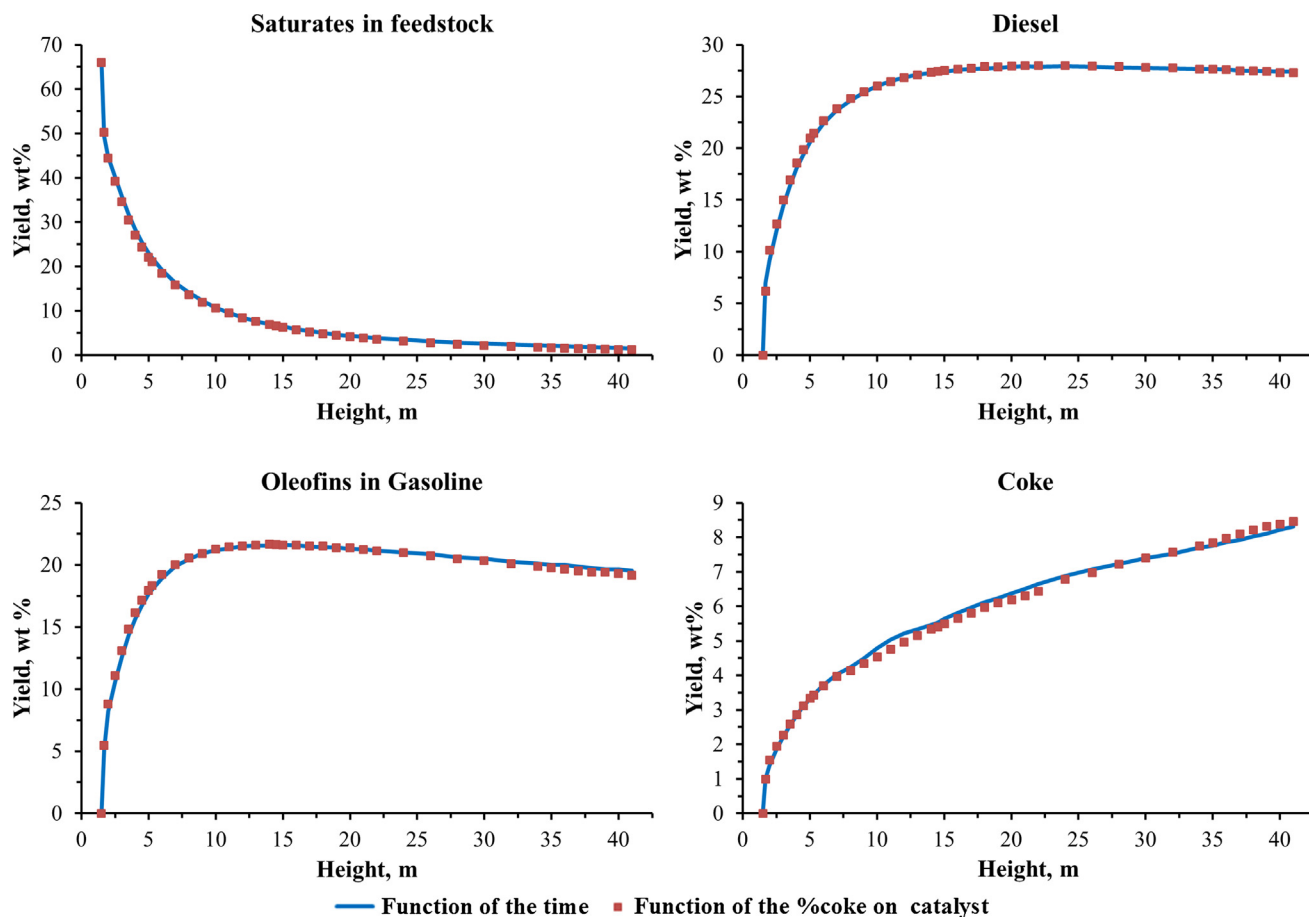 Saturates in feedstock
70
60
50
40
30
20
10
0
Yield, wt%
0 5 10 15 20 25 30 35 40
Height, m
Diesel
30
25
20
15
10
5
0
Yield, wt %
0 5 10 15 20 25 30 35 40
Height, m
Oleofins in Gasoline
25
20
15
10
5
0
Yield, wt %
0 5 10 15 20 25 30 35 40
Height, m
Coke
9
8
7
6
5
4
3
2
1
0
Yield, wt%
0 5 10 15 20 25 30 35 40
Height, m
Function of the time Function of the %coke on catalyst